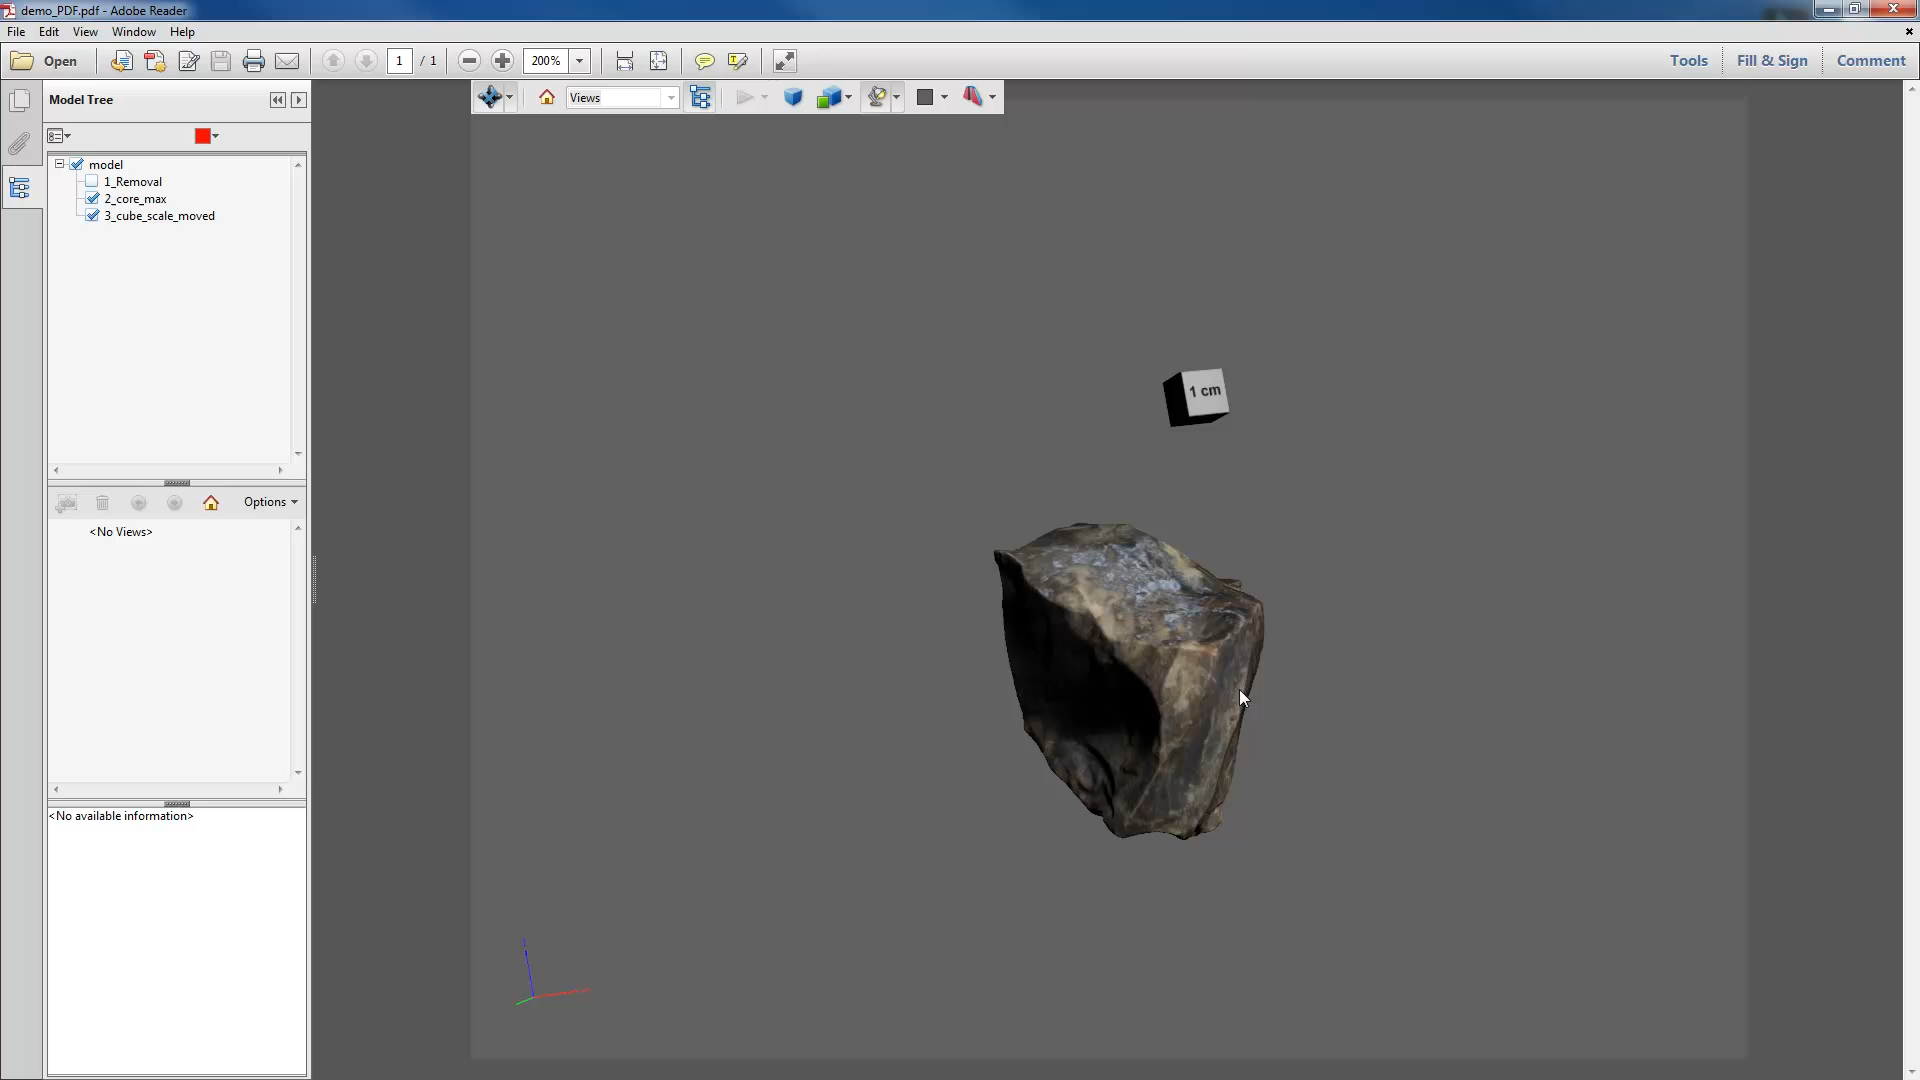 demo_PDF.pdf - Adobe Reader
File Edit View Window Help
Open 1 / 1 200% Tools Fill & Sign Comment
Views
Model Tree
model
1_Removal
2_core_max
3_cube_scale_moved
1 cm
Options
<No Views>
<No available information>